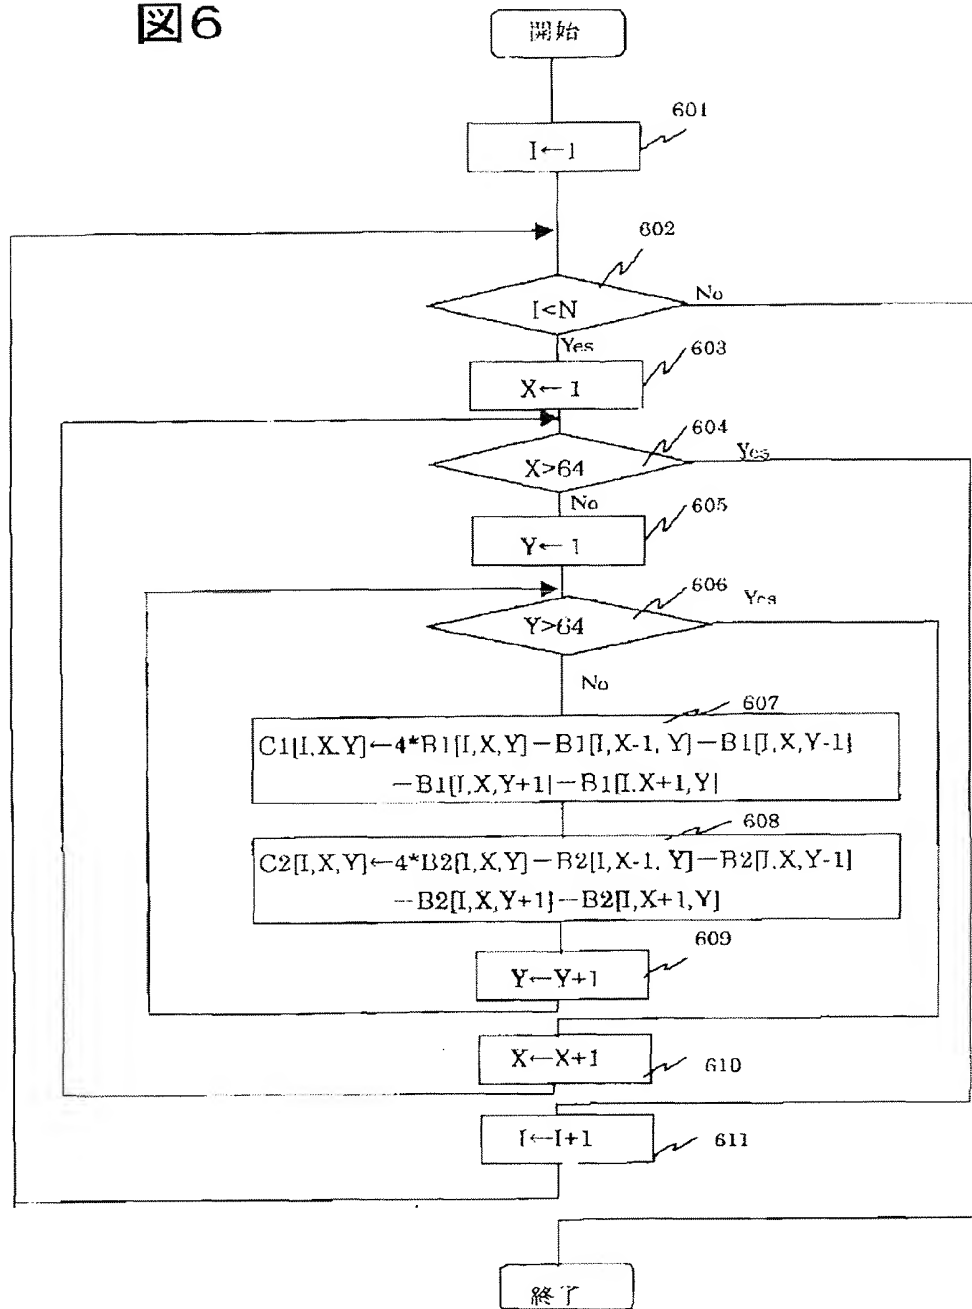 図6
開始
601
I←1
602
I<N
No
Yes
603
X←1
604
X>64
Yes
No
605
Y←1
606
Y>64
Yes
No
607
C1[I,X,Y]←4*B1[I,X,Y]−B1[I,X-1, Y]−B1[I,X,Y-1]
−B1[I,X,Y+1]−B1[I,X+1,Y]
608
C2[I,X,Y]←4*B2[I,X,Y]−B2[I,X-1, Y]−B2[I,X,Y-1]
−B2[I,X,Y+1]−B2[I,X+1,Y]
609
Y←Y+1
X←X+1
610
I←I+1
611
終了